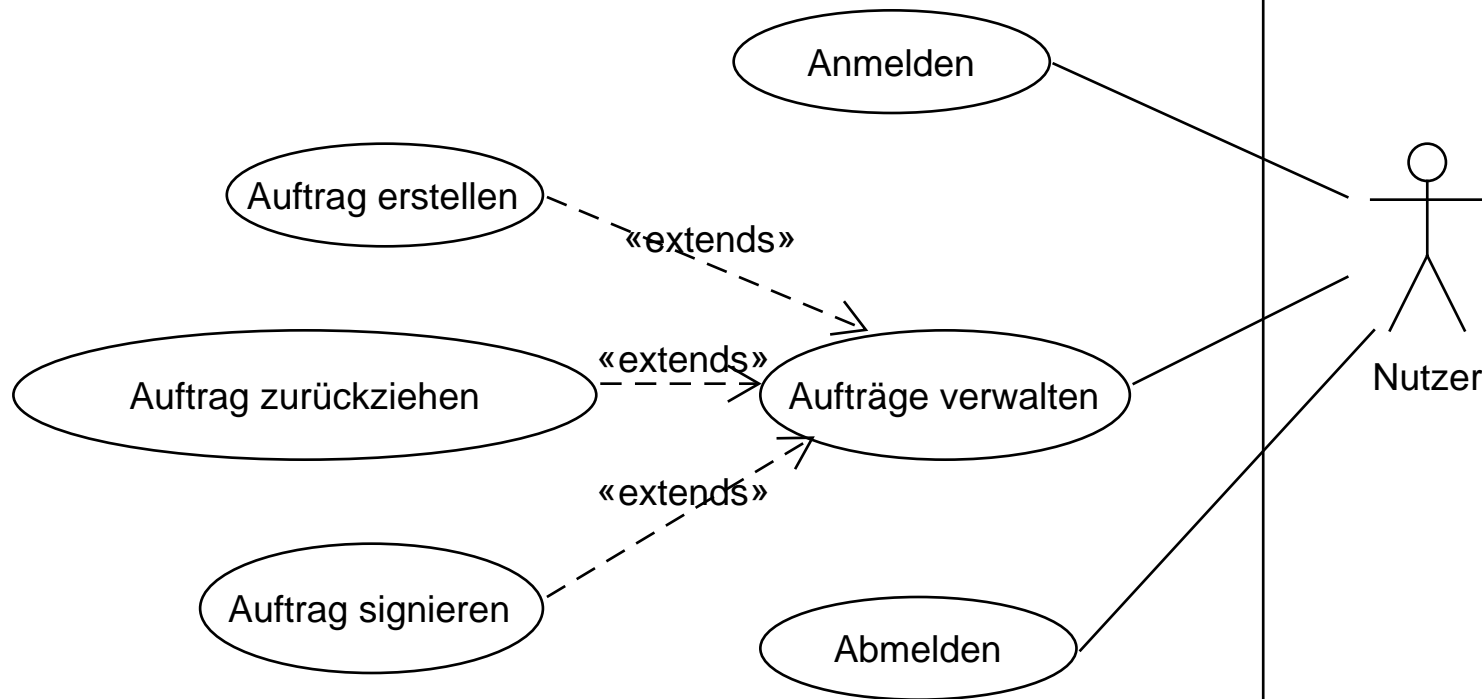 Anmelden
Auftrag erstellen
«extends»
«extends»
Auftrag zurückziehen
Aufträge verwalten
Nutzer
«extends»
Auftrag signieren
Abmelden